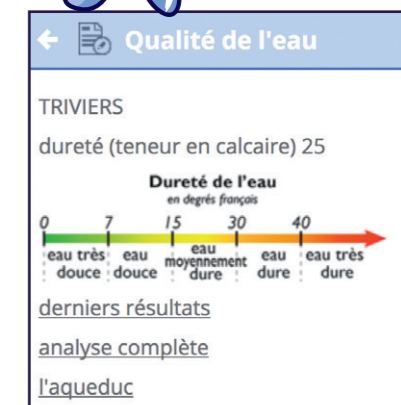 Qualité de l'eau
TRIVIERS
dureté (teneur en calcaire) 25
Dureté de l'eau
en degrés français
0 7 15 30 40
eau très douce
eau douce
eau moyennement dure
eau dure
eau très dure
derniers résultats
analyse complète
l'aqueduc